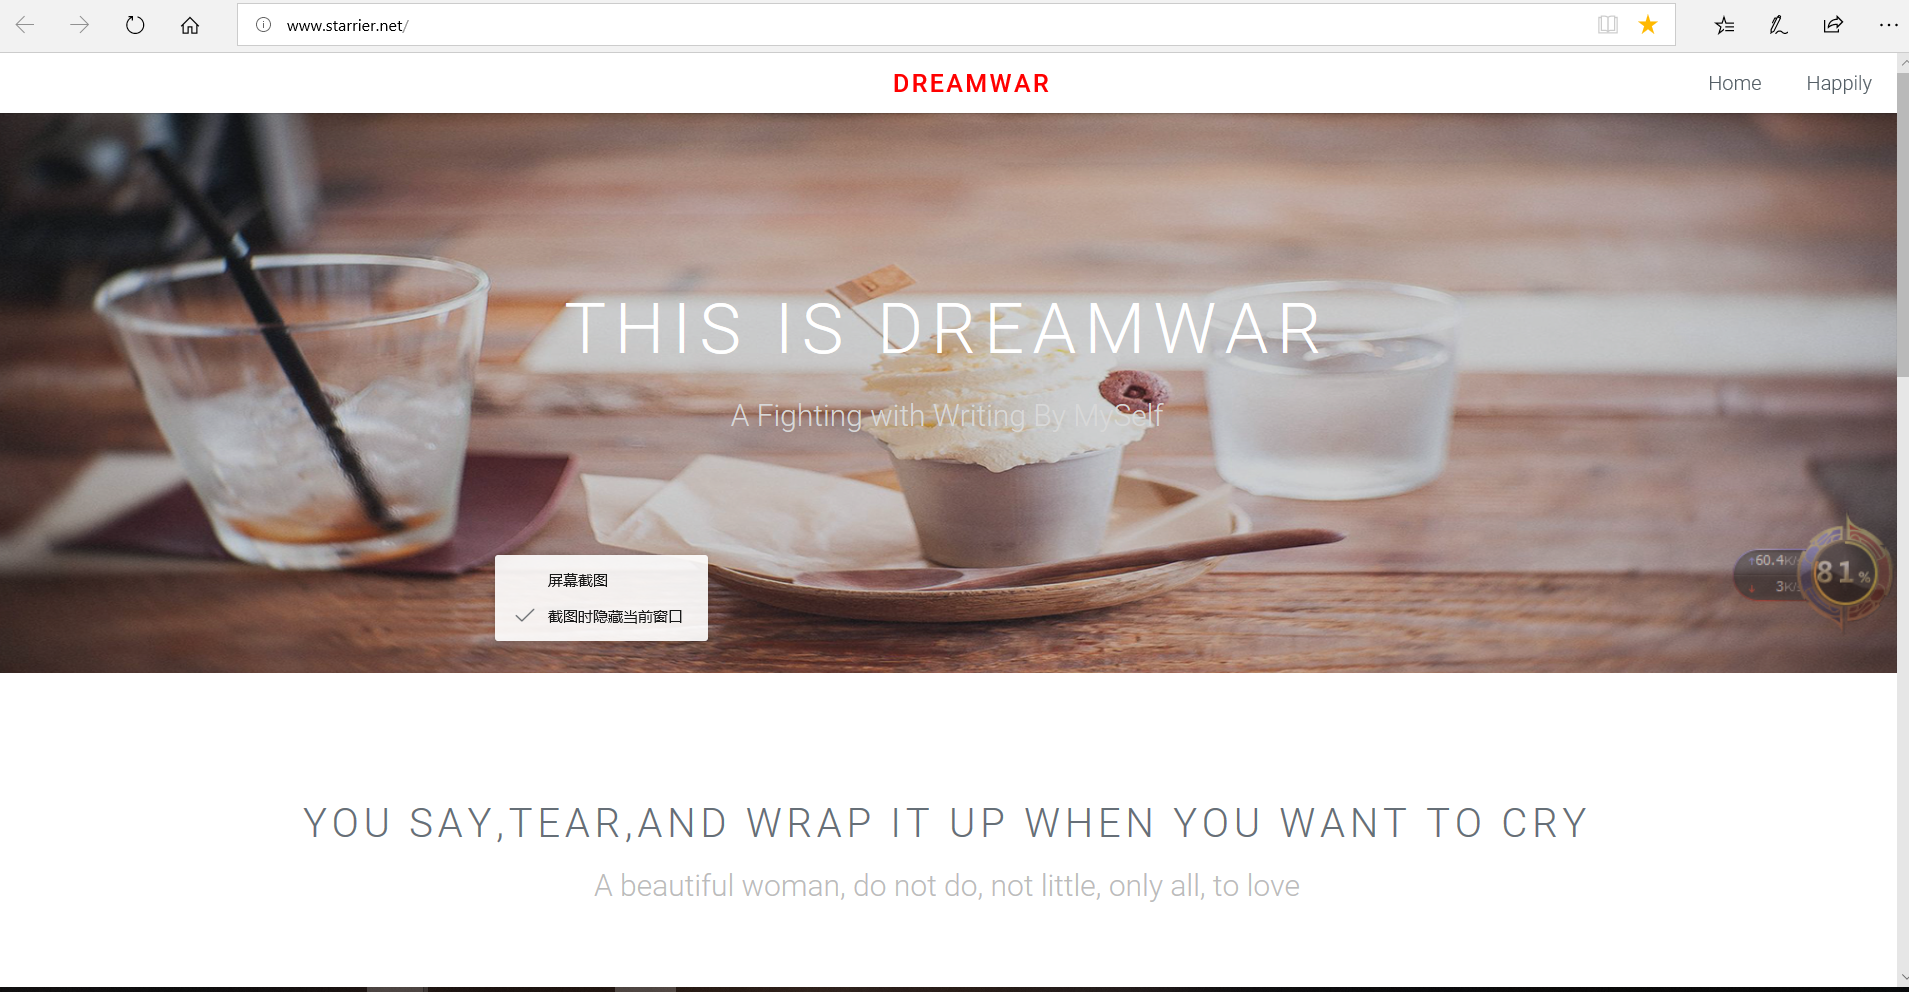 www.starrier.net/
DREAMWAR
Home
Happily
THIS IS DREAMWAR
A Fighting with Writing By MySelf
屏幕截图
截图时隐藏当前窗口
↑60.4K/s
↓ 3K/s
81%
YOU SAY,TEAR,AND WRAP IT UP WHEN YOU WANT TO CRY
A beautiful woman, do not do, not little, only all, to love